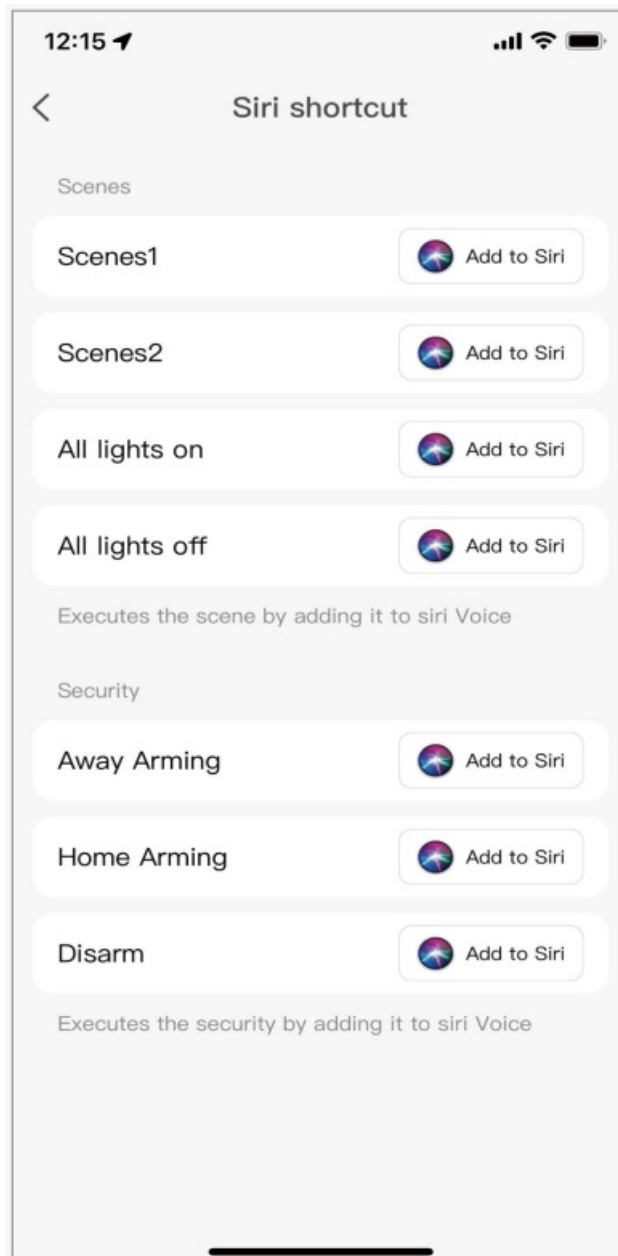 12:15
Siri shortcut
Scenes
Scenes1 Add to Siri
Scenes2 Add to Siri
All lights on Add to Siri
All lights off Add to Siri
Executes the scene by adding it to siri Voice
Security
Away Arming Add to Siri
Home Arming Add to Siri
Disarm Add to Siri
Executes the security by adding it to siri Voice